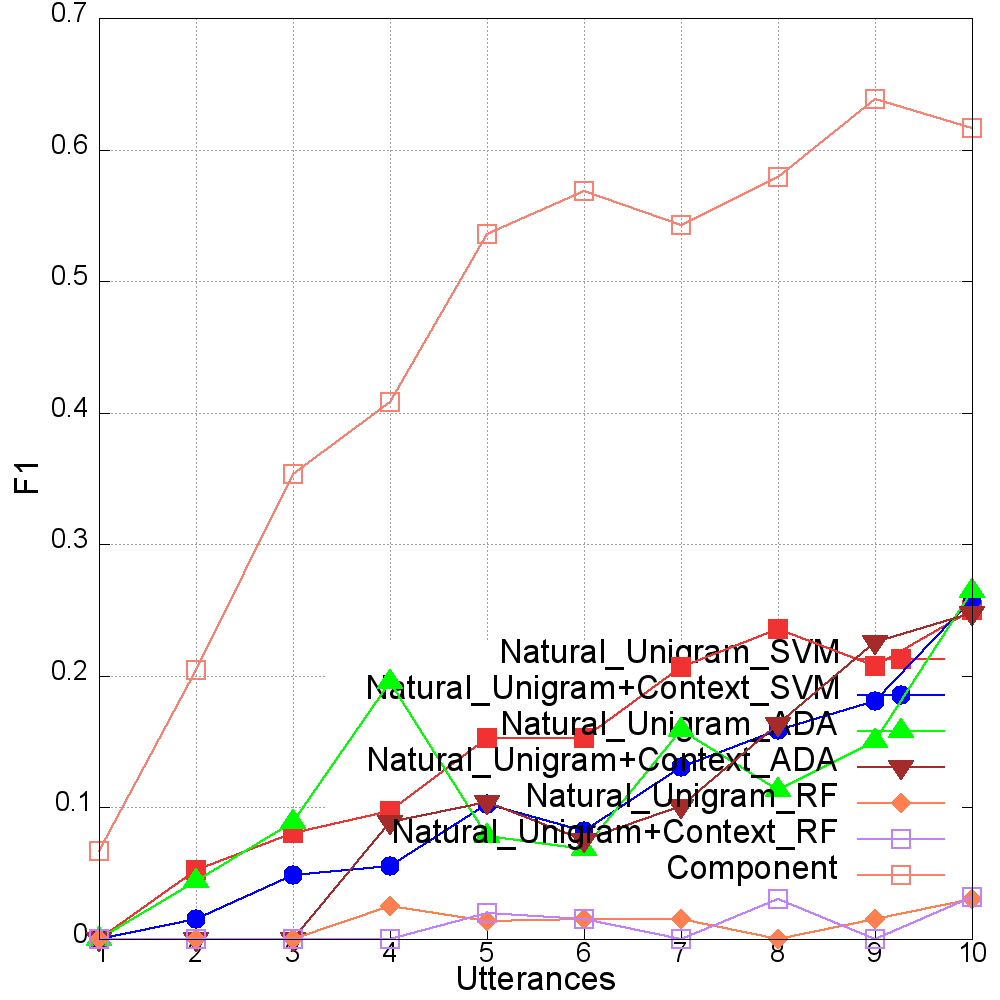 0.7
0.6
0.5
0.4
0.3
0.2
0.1
0
F1
Natural_Unigram_SVM
Natural_Unigram+Context_SVM
Natural_Unigram_ADA
Natural_Unigram+Context_ADA
Natural_Unigram_RF
Natural_Unigram+Context_RF
Component
1 2 3 4 5 6 7 8 9 10
Utterances